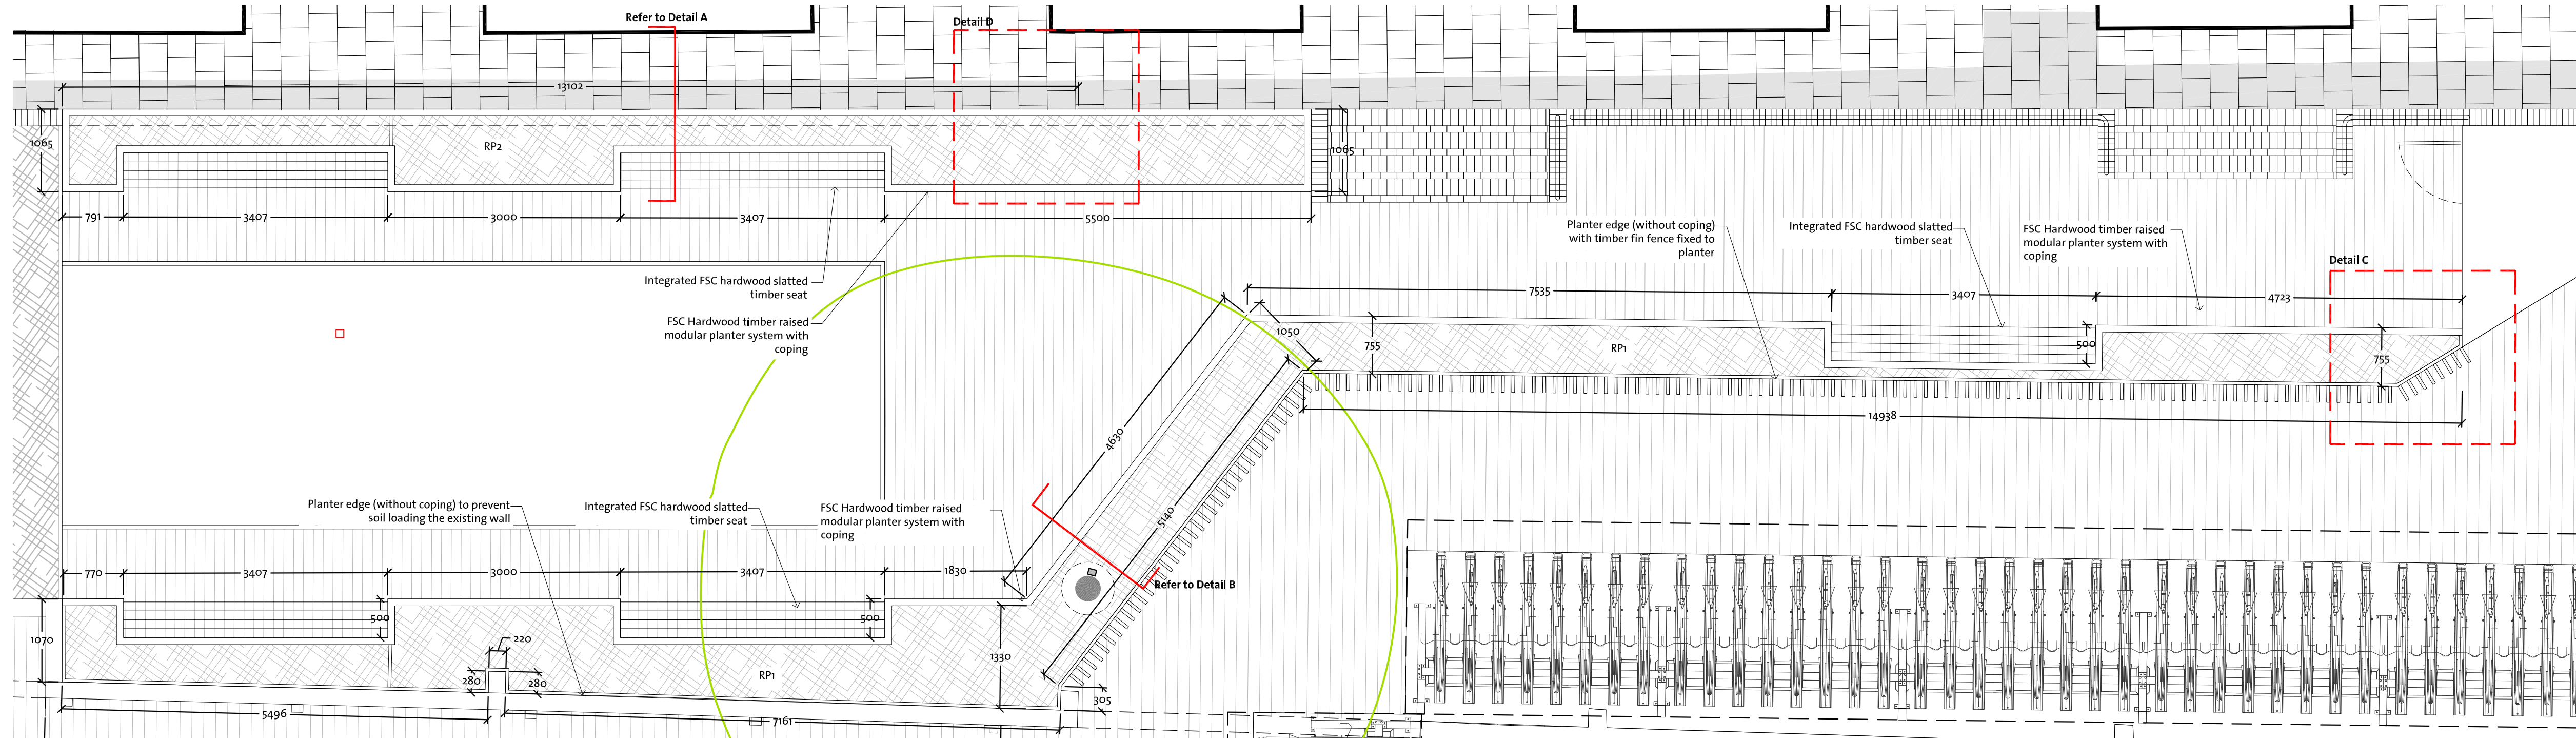 Refer to Detail A
Detail D
13102
1065
RP2
1065
791
3407
3000
3407
5500
Integrated FSC hardwood slatted
timber seat
FSC Hardwood timber raised
modular planter system with
coping
Planter edge (without coping)
with timber fin fence fixed to
planter
Integrated FSC hardwood slatted
timber seat
FSC Hardwood timber raised
modular planter system with
coping
Detail C
7535
3407
4723
1050
755
RP1
500
755
14938
4630
5140
Planter edge (without coping) to prevent
soil loading the existing wall
Integrated FSC hardwood slatted
timber seat
FSC Hardwood timber raised
modular planter system with
coping
770
3407
3000
3407
1830
Refer to Detail B
500
500
1070
220
1330
280
280
RP1
305
5496
7161